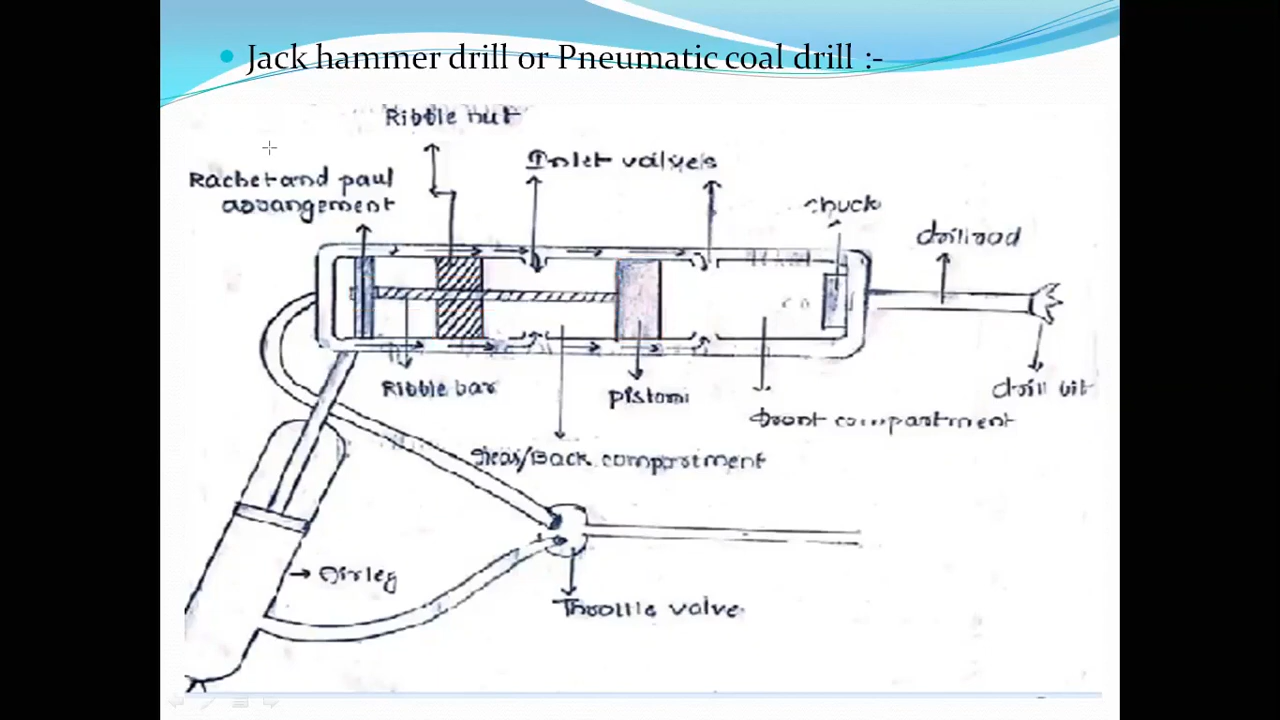 Jack hammer drill or Pneumatic coal drill :-
Ribble nut
Inlet valves
Rachet and paul
arrangement
chuck
drill rod
Ribble bar
piston
drill bit
front compartment
Rear/Back compartment
→ Airleg
Throttle valve